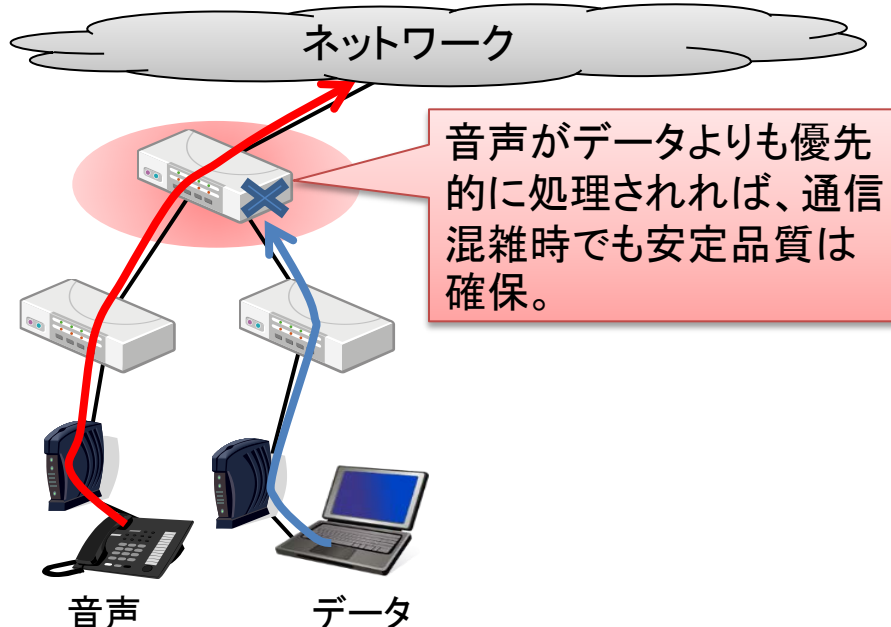 ネットワーク
音声がデータよりも優先
的に処理されれば、通信
混雑時でも安定品質は
確保。
音声
データ